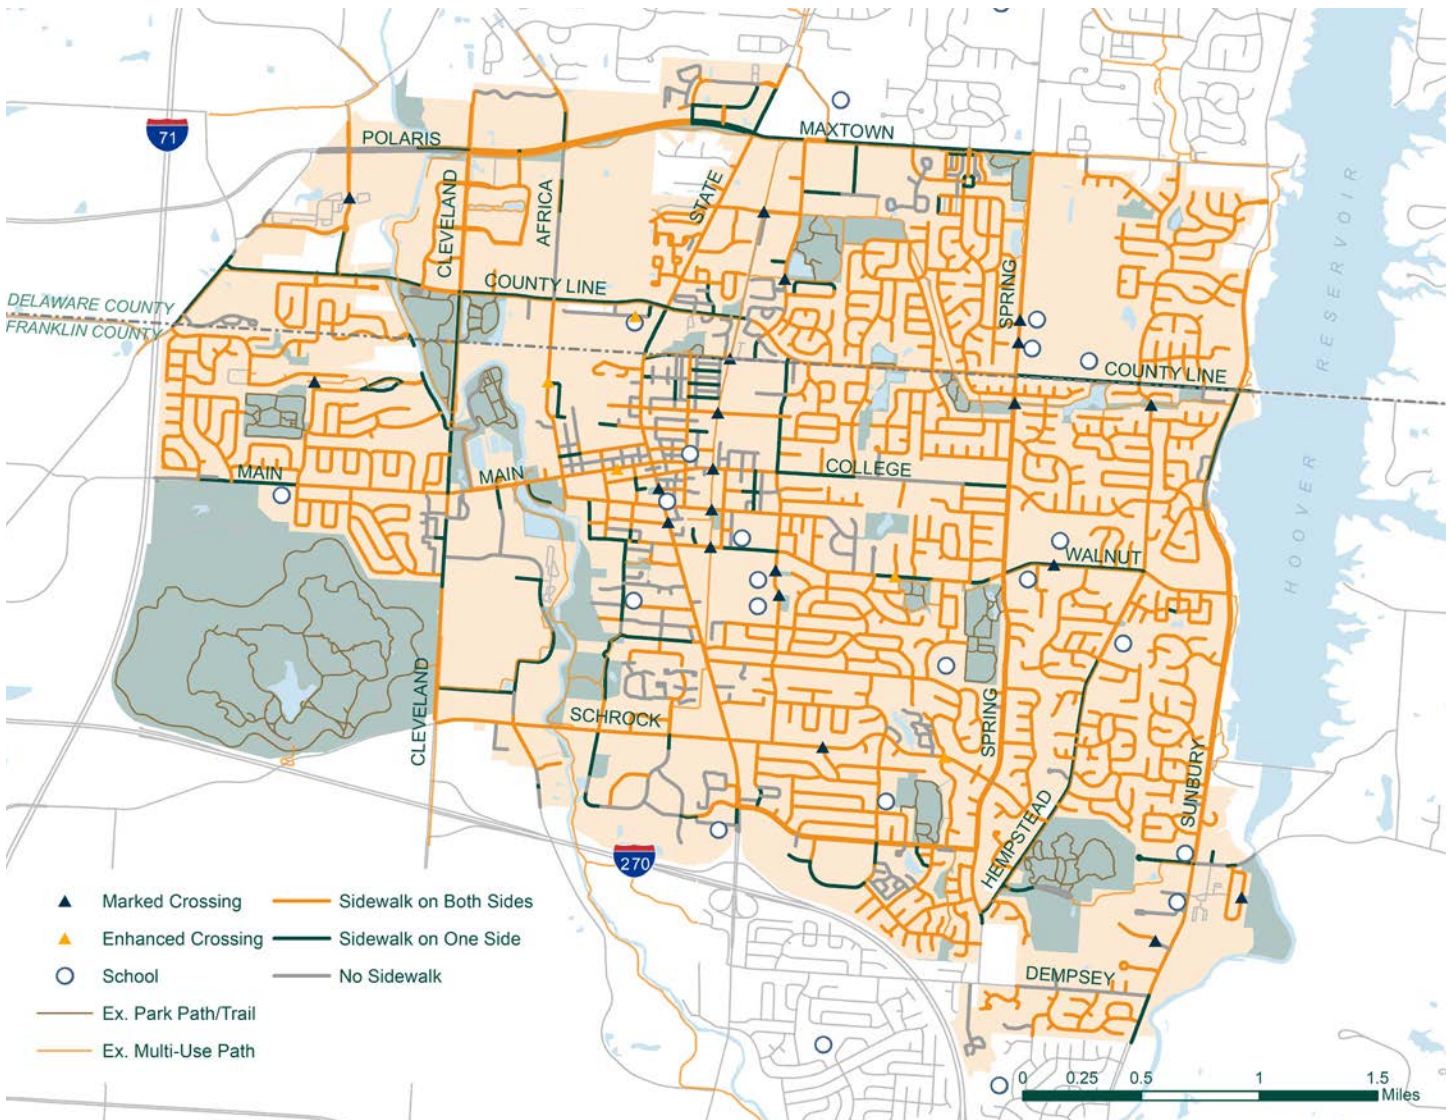 71
POLARIS
MAXTOWN
CLEVELAND
AFRICA
STATE
SPRING
COUNTY LINE
DELAWARE COUNTY
FRANKLIN COUNTY
COUNTY LINE
HOOVER RESERVOIR
MAIN
MAIN
COLLEGE
WALNUT
CLEVELAND
SCHROCK
SPRING
HEMPSTEAD
SUNBURY
270
DEMPSEY
Marked Crossing
Enhanced Crossing
School
Ex. Park Path/Trail
Ex. Multi-Use Path
Sidewalk on Both Sides
Sidewalk on One Side
No Sidewalk
0 0.25 0.5 1 1.5
Miles